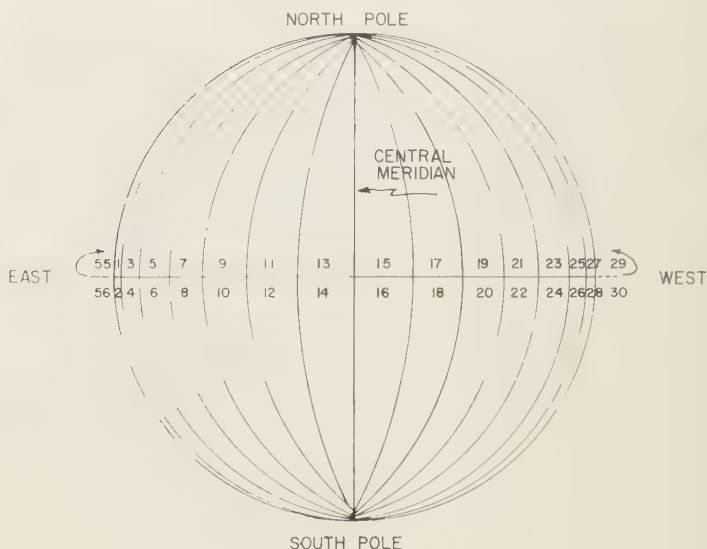 NORTH POLE
CENTRAL
MERIDIAN
55 1 3 5 7 9 11 13 15 17 19 21 23 25 27 29
EAST WEST
56 2 4 6 8 10 12 14 16 18 20 22 24 26 28 30
SOUTH POLE